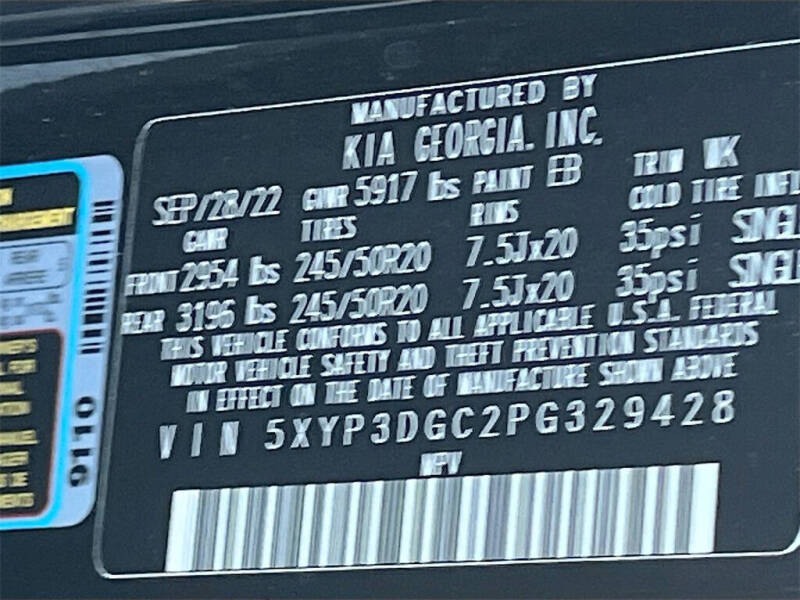 MANUFACTURED BY
KIA GEORGIA. INC.
SEP/28/22 GVWR 5917 lbs PAINT EB TRIM WK
GAWR TIRES RIMS COLD TIRE INFL
FRONT 2954 lbs 245/50R20 7.5Jx20 35psi SINGL
REAR 3196 lbs 245/50R20 7.5Jx20 35psi SINGL
THIS VEHICLE CONFORMS TO ALL APPLICABLE U.S.A. FEDERAL
MOTOR VEHICLE SAFETY AND THEFT PREVENTION STANDARDS
IN EFFECT ON THE DATE OF MANUFACTURE SHOWN ABOVE
VIN 5XYP3DGC2PG329428
MPV
9110